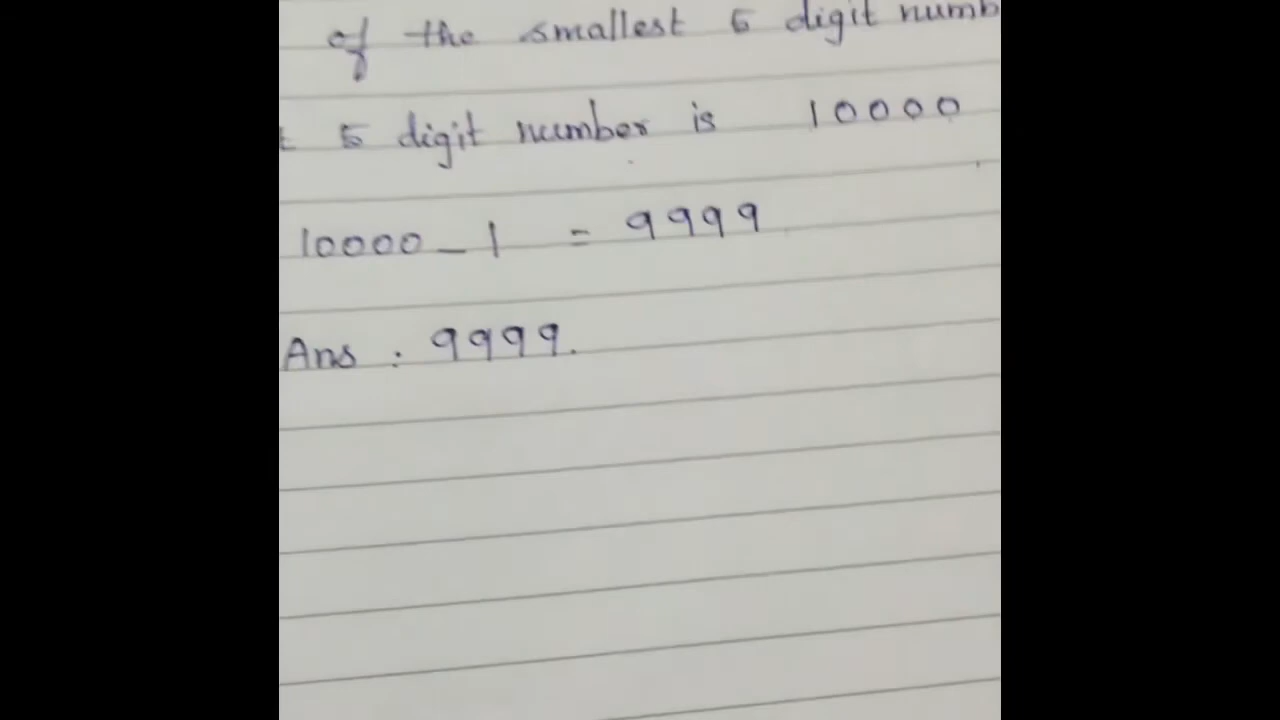 of the smallest 5 digit numb
5 digit number is 10000
10000 - 1 = 9999
Ans : 9999.